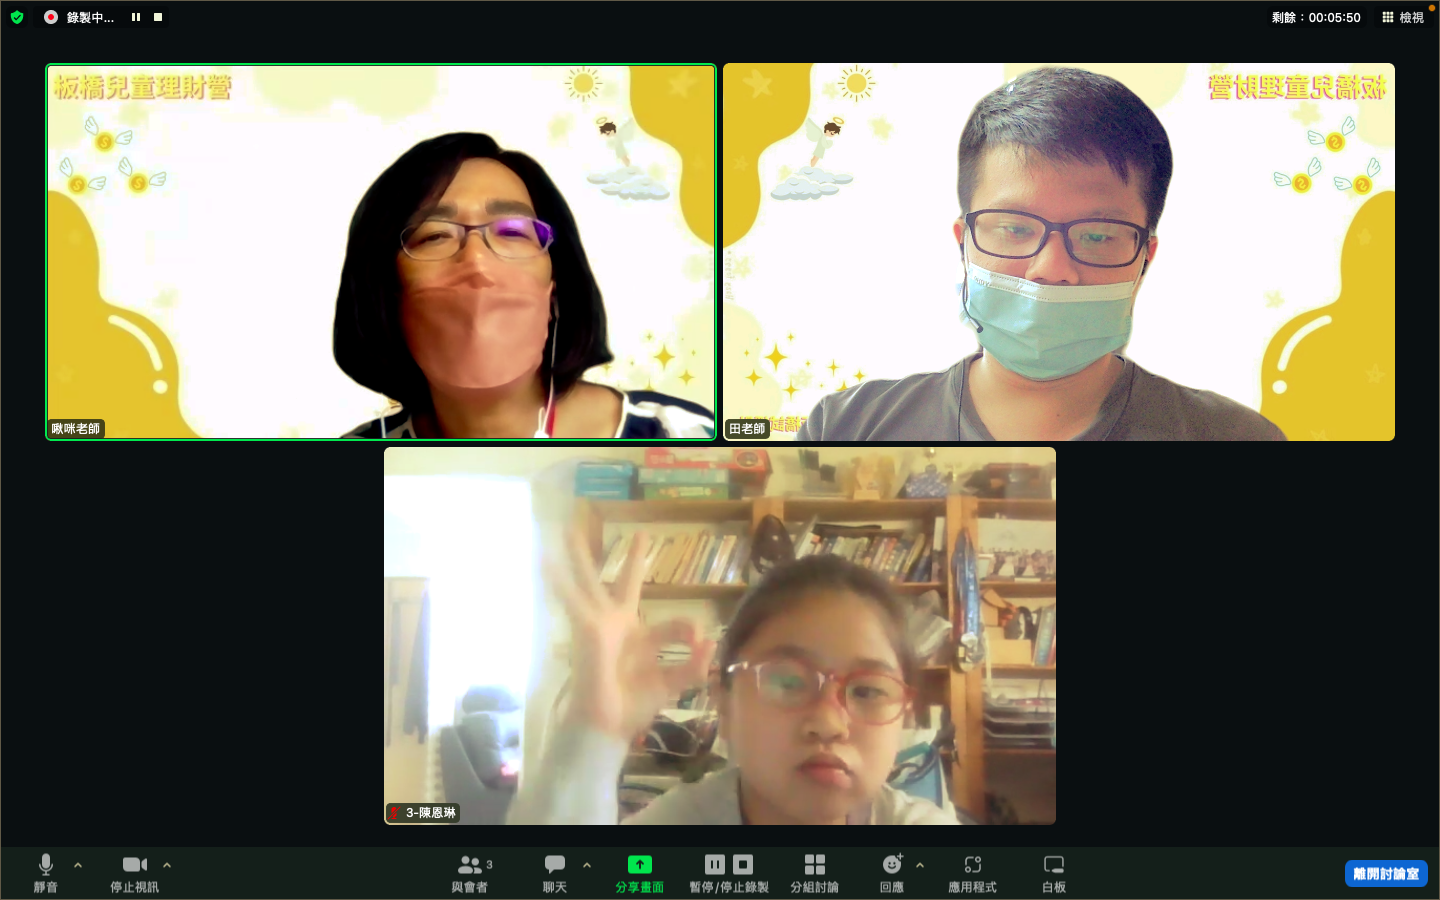 錄製中...
剩餘：00:05:50
檢視
板橋兒童理財營
板橋兒童理財營
啾咪老師
田老師
3-陳恩琳
靜音
停止視訊
3
與會者
聊天
分享畫面
暫停/停止錄製
分組討論
回應
應用程式
白板
離開討論室